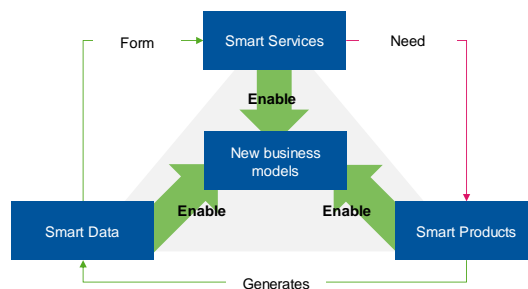 Form
Smart Services
Need
Enable
New business
models
Enable
Enable
Smart Data
Smart Products
Generates